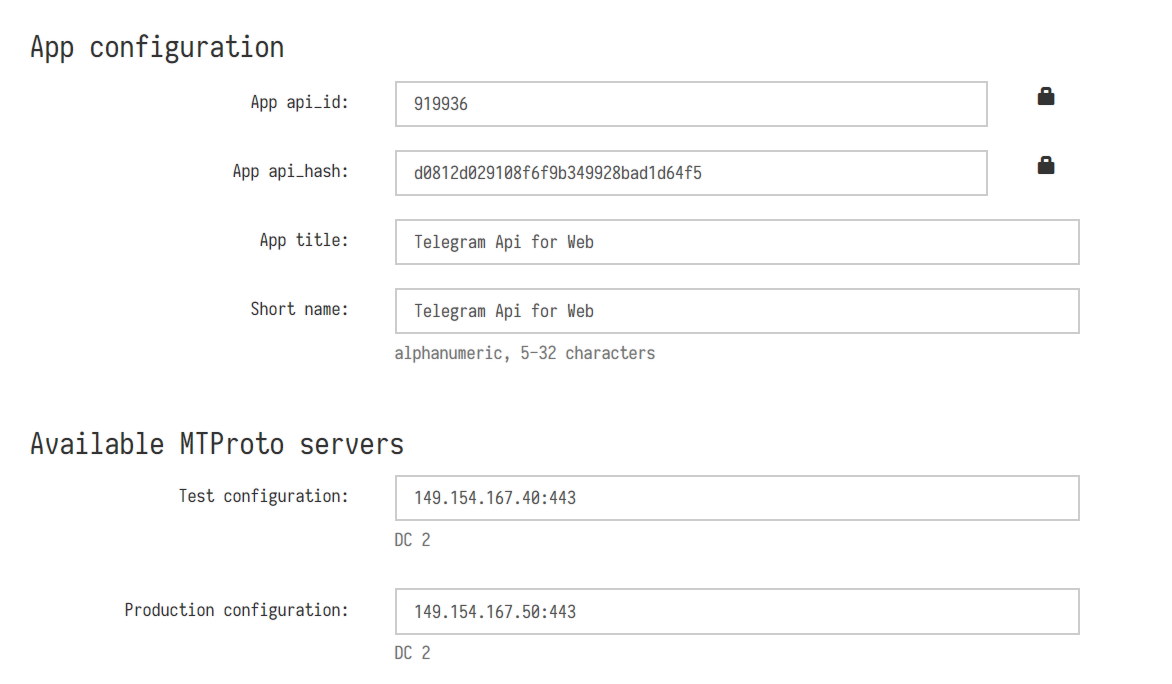 App configuration
App api_id:
919936
App api_hash:
d0812d029108f6f9b349928bad1d64f5
App title:
Telegram Api for Web
Short name:
Telegram Api for Web
alphanumeric, 5-32 characters
Available MTProto servers
Test configuration:
149.154.167.40:443
DC 2
Production configuration:
149.154.167.50:443
DC 2